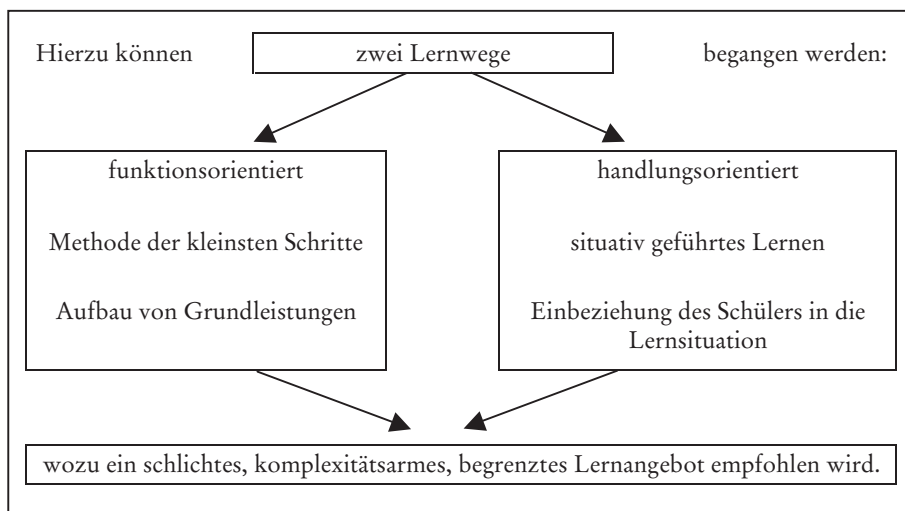 Hierzu können zwei Lernwege begangen werden:
funktionsorientiert
Methode der kleinsten Schritte
Aufbau von Grundleistungen
handlungsorientiert
situativ geführtes Lernen
Einbeziehung des Schülers in die
Lernsituation
wozu ein schlichtes, komplexitätsarmes, begrenztes Lernangebot empfohlen wird.